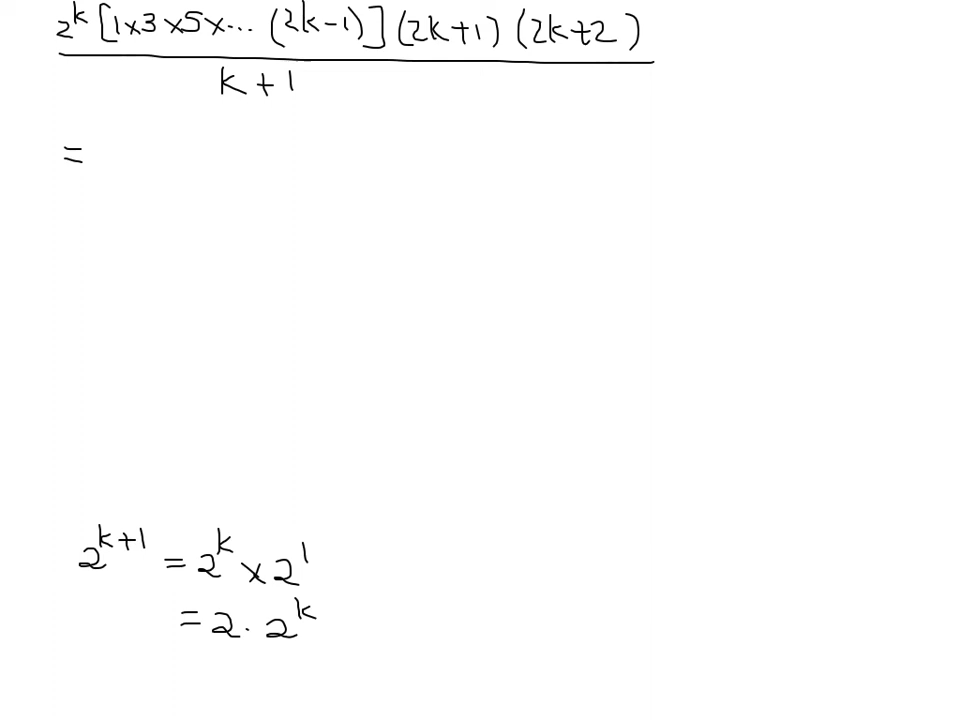 2^k [1×3×5×... (2k-1)] (2k+1) (2k+2)
k+1
=
2^{k+1} = 2^k × 2^1
= 2 · 2^k